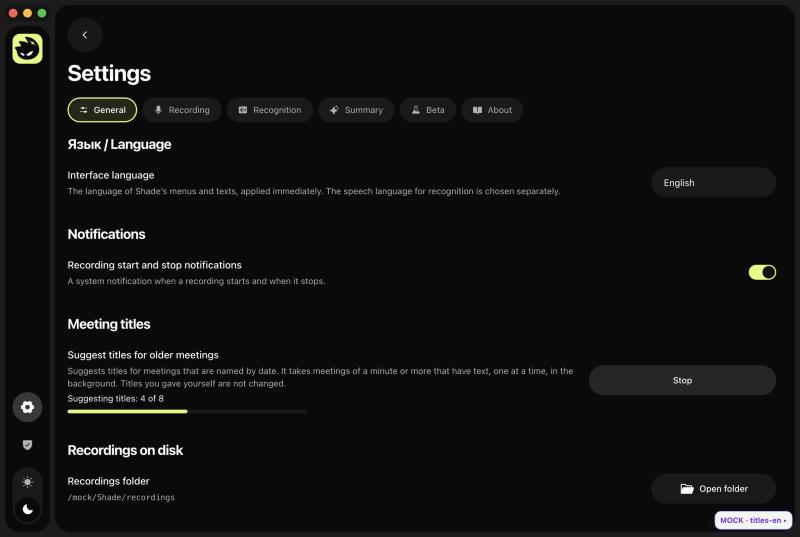 Settings
General
Recording
Recognition
Summary
Beta
About
Язык / Language
Interface language
The language of Shade's menus and texts, applied immediately. The speech language for recognition is chosen separately.
English
Notifications
Recording start and stop notifications
A system notification when a recording starts and when it stops.
Meeting titles
Suggest titles for older meetings
Suggests titles for meetings that are named by date. It takes meetings of a minute or more that have text, one at a time, in the
background. Titles you gave yourself are not changed.
Suggesting titles: 4 of 8
Stop
Recordings on disk
Recordings folder
/mock/Shade/recordings
Open folder
MOCK · titles-en •